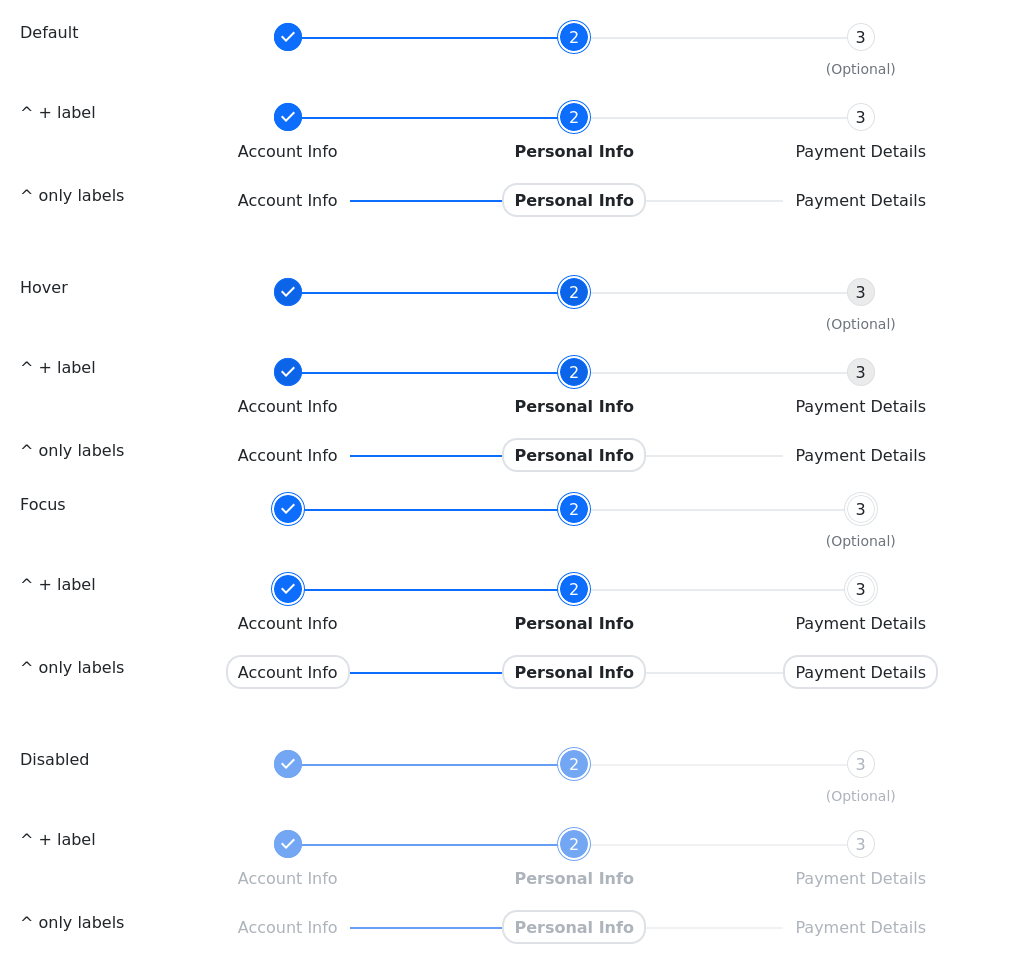 Default
2 3
(Optional)
^ + label
2 3
Account Info Personal Info Payment Details
^ only labels
Account Info Personal Info Payment Details
Hover
2 3
(Optional)
^ + label
2 3
Account Info Personal Info Payment Details
^ only labels
Account Info Personal Info Payment Details
Focus
2 3
(Optional)
^ + label
2 3
Account Info Personal Info Payment Details
^ only labels
Account Info Personal Info Payment Details
Disabled
2 3
(Optional)
^ + label
2 3
Account Info Personal Info Payment Details
^ only labels
Account Info Personal Info Payment Details